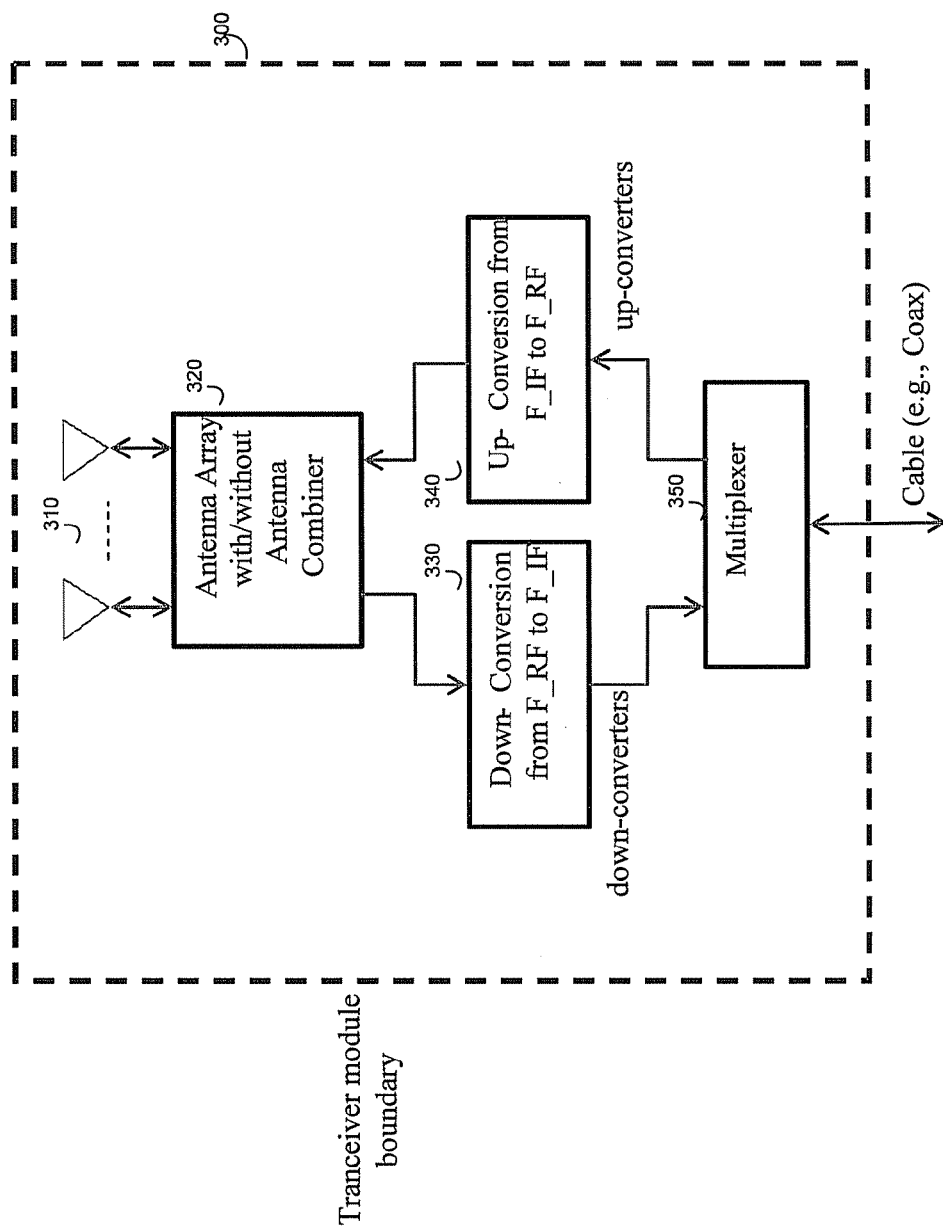 300
310
320
Antenna Array
with/without
Antenna
Combiner
330
Down- Conversion
from F_RF to F_IF
340
Up- Conversion from
F_IF to F_RF
down-converters
up-converters
350
Multiplexer
Tranceiver module
boundary
Cable (e.g., Coax)